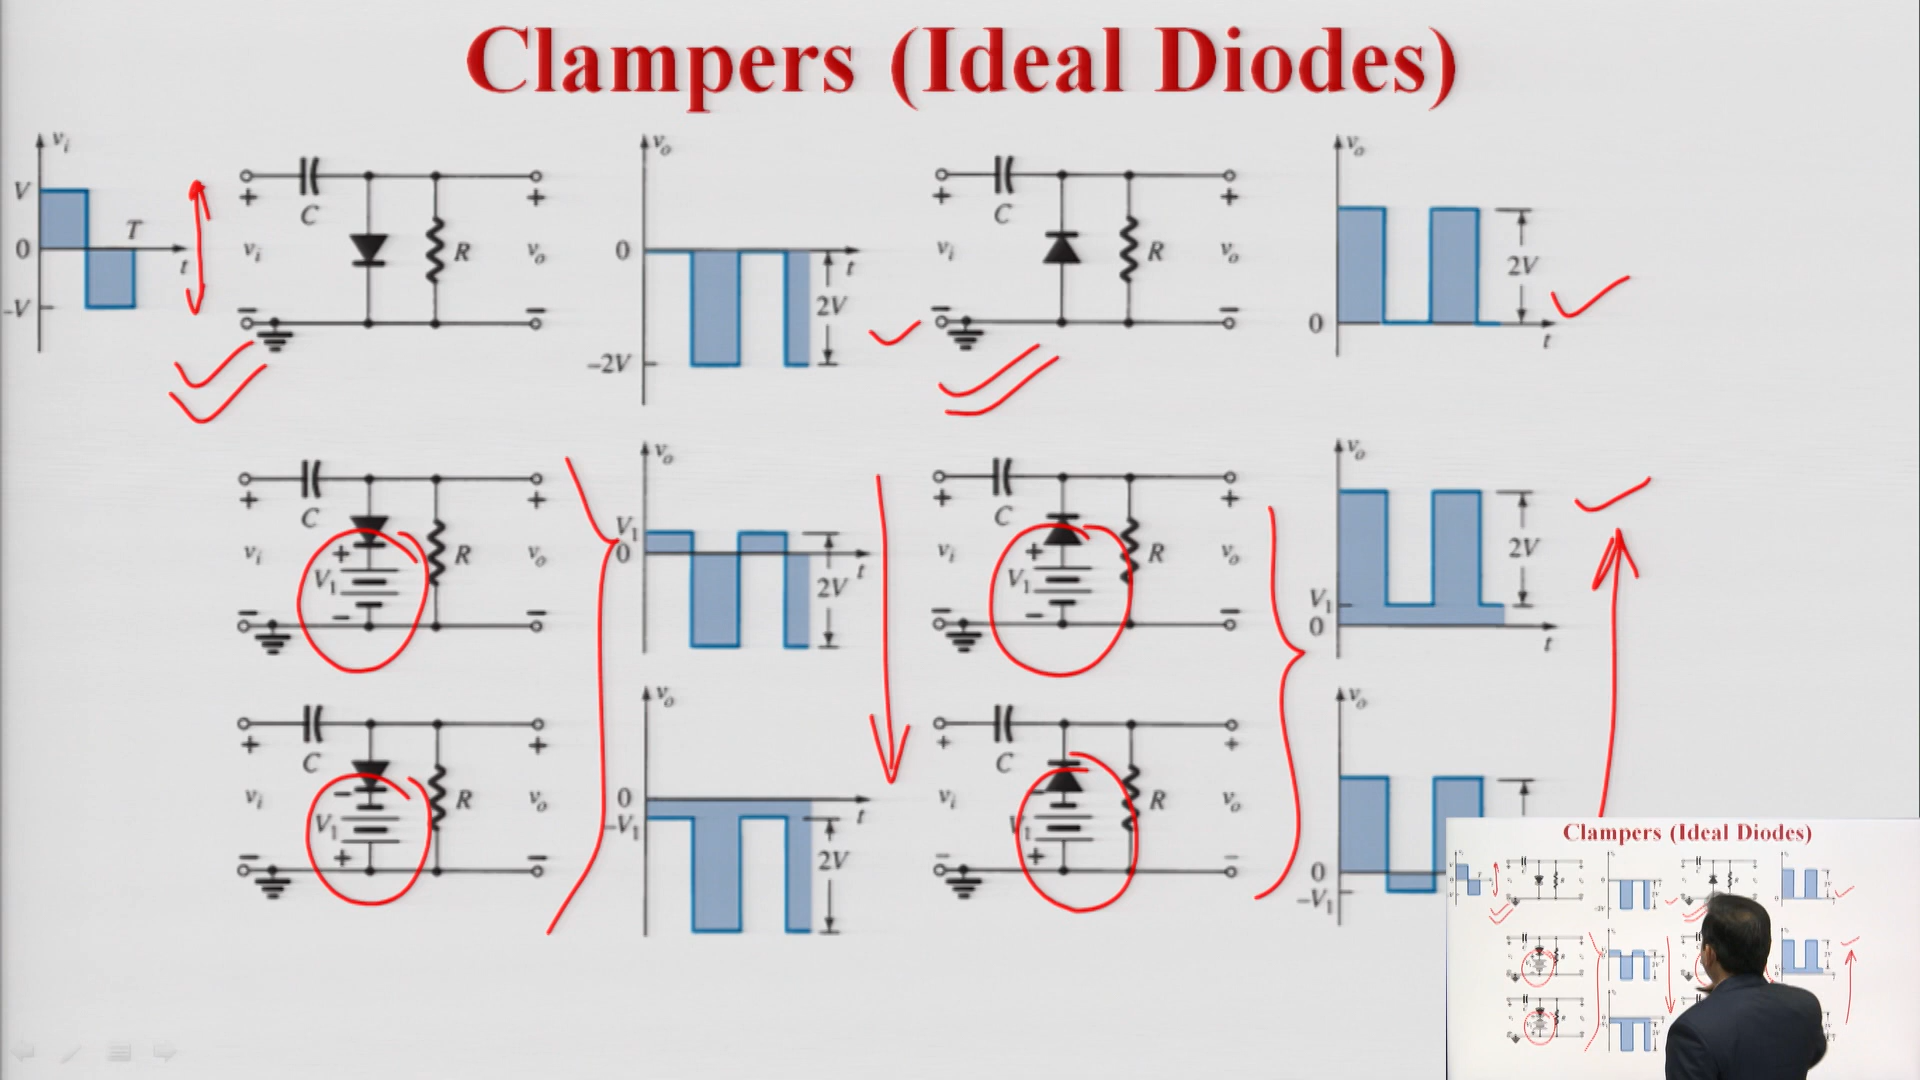 Clampers (Ideal Diodes)
vi
V
0
-V
T
t
+
C
vi
R
+
vo
−
−
vo
0
t
2V
−2V
+
C
vi
R
+
vo
−
−
vo
2V
0
t
+
C
+
V1
−
vi
R
+
vo
−
−
vo
V1
0
t
2V
+
C
+
V1
−
vi
R
+
vo
−
−
vo
2V
V1
0
t
+
C
−
V1
+
vi
R
+
vo
−
−
vo
0
−V1
t
2V
+
C
−
V1
+
vi
R
+
vo
−
−
vo
0
−V1
Clampers (Ideal Diodes)